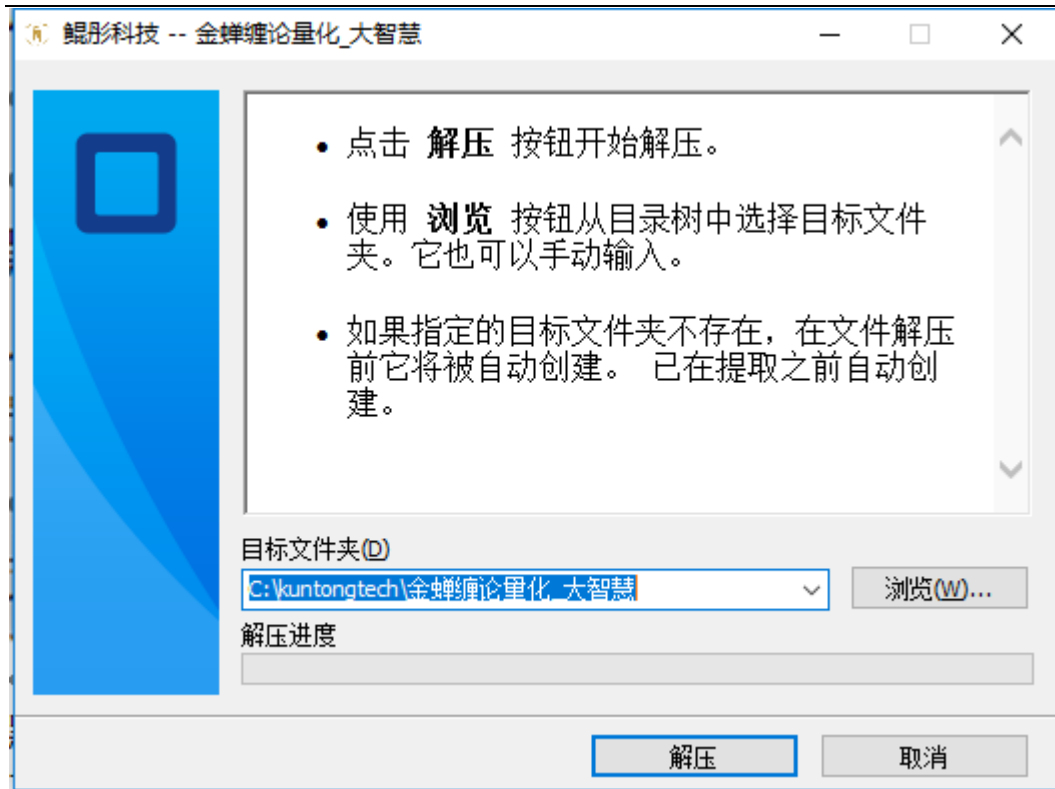 鲲彤科技 -- 金蝉缠论量化_大智慧
点击 解压 按钮开始解压。
使用 浏览 按钮从目录树中选择目标文件
夹。它也可以手动输入。
如果指定的目标文件夹不存在，在文件解压
前它将被自动创建。 已在提取之前自动创
建。
目标文件夹(D)
C:\kuntongtech\金蝉缠论量化_大智慧
浏览(W)...
解压进度
解压
取消